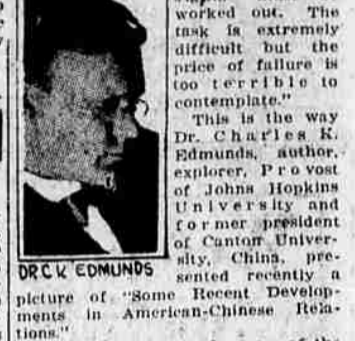 worked out. The
task is extremely
difficult but the
price of failure is
too terrible to
contemplate."
This is the way
Dr. Charles K.
Edmunds, author,
explorer, Provost
of Johns Hopkins
University and
former president
of Canton Univer-
sity, China, pre-
sented recently a
DR C K EDMUNDS
picture of "Some Recent Develop-
ments in American-Chinese Rela-
tions."
of the